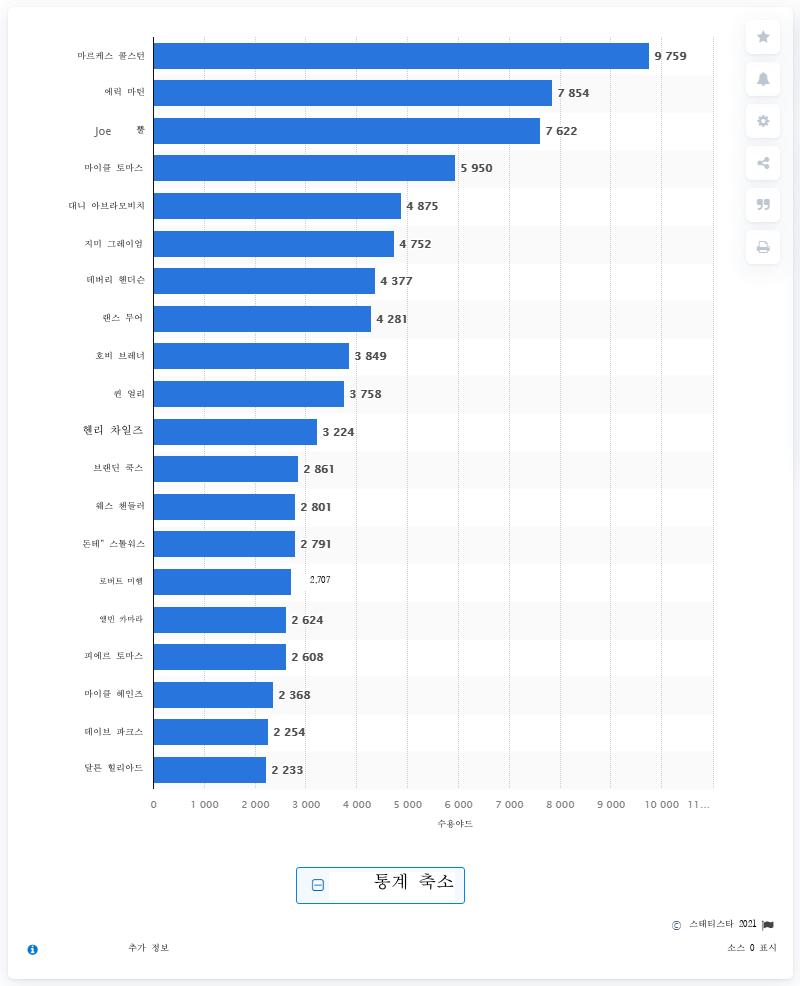 마르케스 콜스턴 9 759
에릭 마틴 7 854
Joe 뿔 7 622
마이클 토마스 5 950
대니 아브라모비치 4 875
지미 그레이엄 4 752
데버리 헨더슨 4 377
랜스 무어 4 281
호비 브레너 3 849
퀸 얼리 3 758
헨리 차일즈 3 224
브랜딘 쿡스 2 861
웨스 챈들러 2 801
돈테" 스톨워스 2 791
로버트 미챔 2,707
앨빈 카마라 2 624
피에르 토마스 2 608
마이클 헤인즈 2 368
데이브 파크스 2 254
달튼 힐리아드 2 233
0 1 000 2 000 3 000 4 000 5 000 6 000 7 000 8 000 9 000 10 000 11...
수용야드
통계 축소
© 스태티스타 2021
추가 정보
소스 0 표시